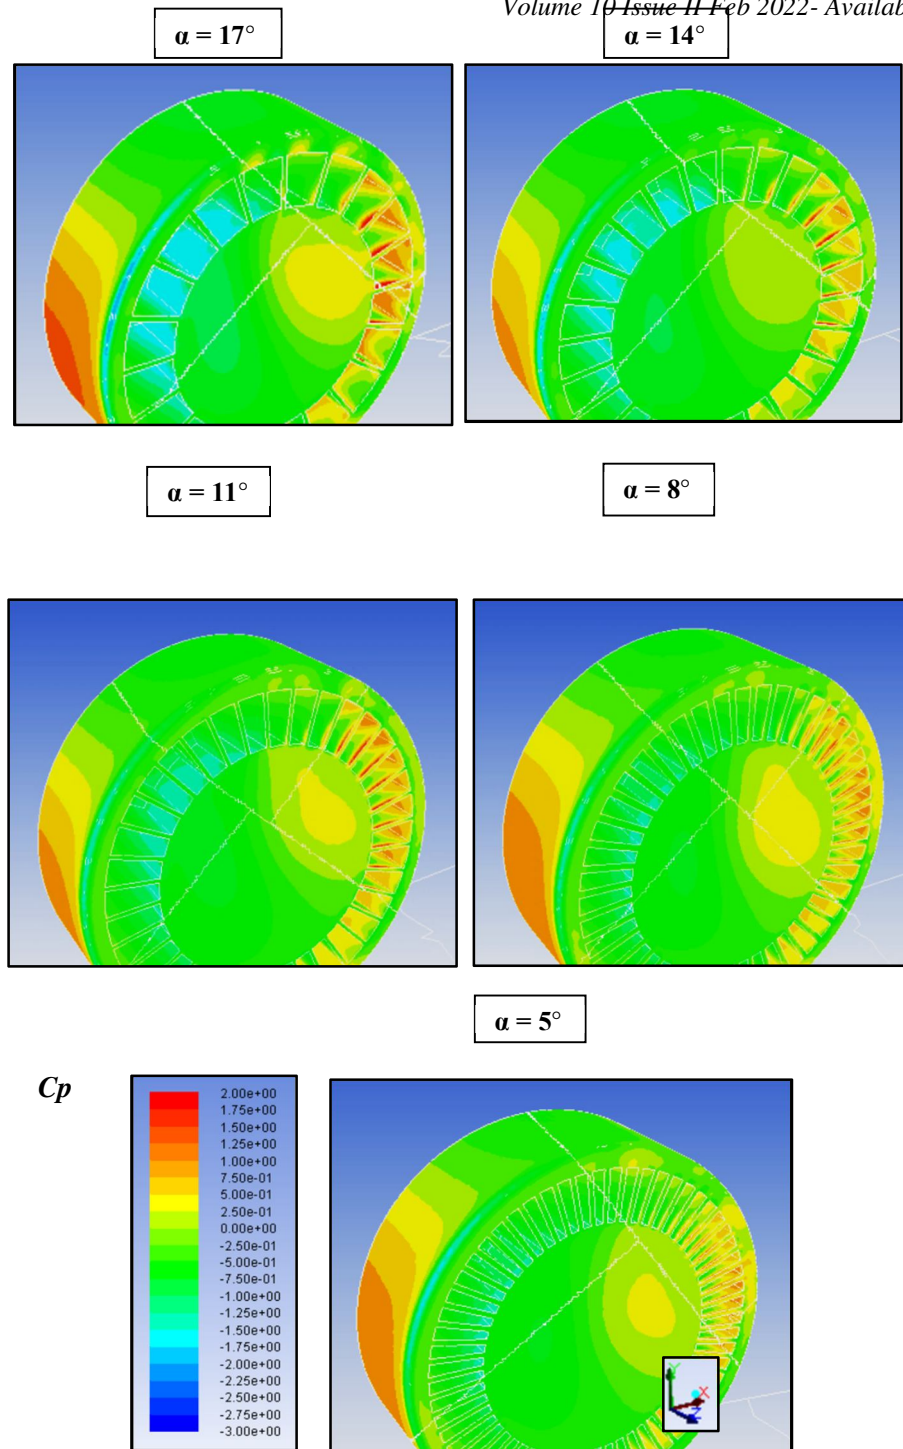 Volume 10 Issue II Feb 2022- Availab
α = 17°
α = 14°
α = 11°
α = 8°
α = 5°
Cp
2.00e+00
1.75e+00
1.50e+00
1.25e+00
1.00e+00
7.50e-01
5.00e-01
2.50e-01
0.00e+00
-2.50e-01
-5.00e-01
-7.50e-01
-1.00e+00
-1.25e+00
-1.50e+00
-1.75e+00
-2.00e+00
-2.25e+00
-2.50e+00
-2.75e+00
-3.00e+00
Y
X
Z